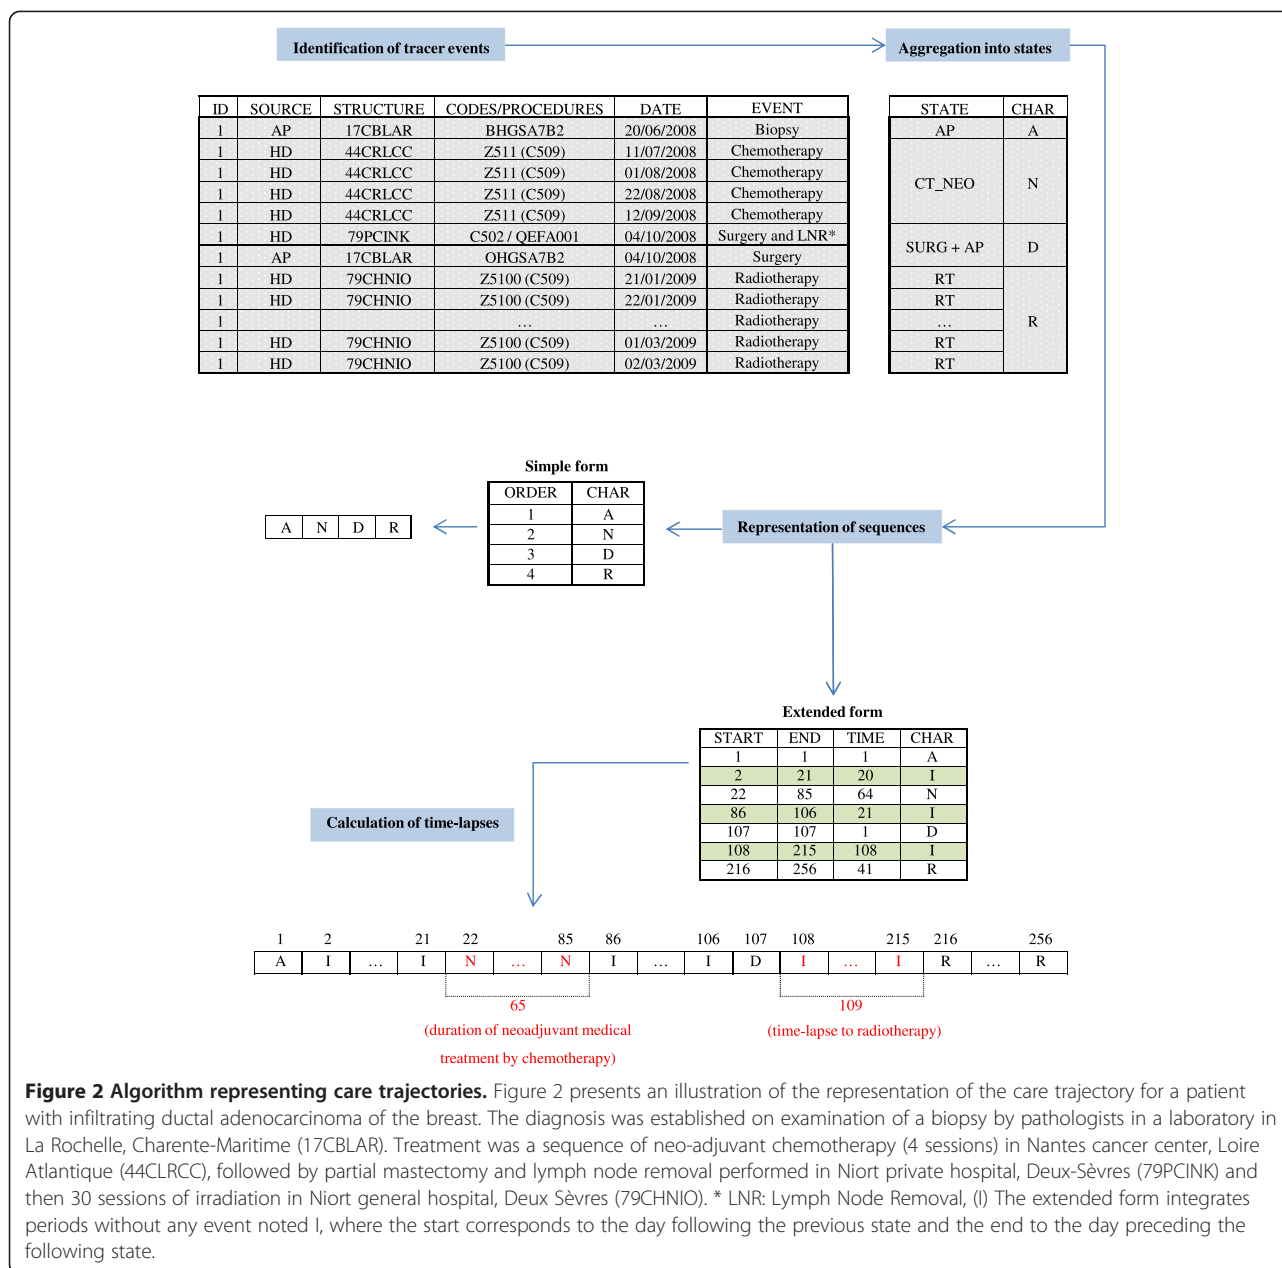 Identification of tracer events Aggregation into states
ID SOURCE STRUCTURE CODES/PROCEDURES DATE EVENT STATE CHAR
1 AP 17CBLAR BHGSA7B2 20/06/2008 Biopsy AP A
1 HD 44CRLCC Z511 (C509) 11/07/2008 Chemotherapy
1 HD 44CRLCC Z511 (C509) 01/08/2008 Chemotherapy
CT_NEO N
1 HD 44CRLCC Z511 (C509) 22/08/2008 Chemotherapy
1 HD 44CRLCC Z511 (C509) 12/09/2008 Chemotherapy
1 HD 79PCINK C502 / QEFA001 04/10/2008 Surgery and LNR*
SURG + AP D
1 AP 17CBLAR OHGSA7B2 04/10/2008 Surgery
1 HD 79CHNIO Z5100 (C509) 21/01/2009 Radiotherapy RT
1 HD 79CHNIO Z5100 (C509) 22/01/2009 Radiotherapy RT
1 … … Radiotherapy … R
1 HD 79CHNIO Z5100 (C509) 01/03/2009 Radiotherapy RT
1 HD 79CHNIO Z5100 (C509) 02/03/2009 Radiotherapy RT
Simple form
ORDER CHAR
1 A
2 N
3 D
4 R
A N D R
Representation of sequences
Extended form
START END TIME CHAR
1 1 1 A
2 21 20 I
22 85 64 N
86 106 21 I
107 107 1 D
108 215 108 I
216 256 41 R
Calculation of time-lapses
1 2 21 22 85 86 106 107 108 215 216 256
A I … I N … N I … I D I … I R … R
65 109
(duration of neoadjuvant medical (time-lapse to radiotherapy)
treatment by chemotherapy)
Figure 2 Algorithm representing care trajectories. Figure 2 presents an illustration of the representation of the care trajectory for a patient
with infiltrating ductal adenocarcinoma of the breast. The diagnosis was established on examination of a biopsy by pathologists in a laboratory in
La Rochelle, Charente-Maritime (17CBLAR). Treatment was a sequence of neo-adjuvant chemotherapy (4 sessions) in Nantes cancer center, Loire
Atlantique (44CLRCC), followed by partial mastectomy and lymph node removal performed in Niort private hospital, Deux-Sèvres (79PCINK) and
then 30 sessions of irradiation in Niort general hospital, Deux Sèvres (79CHNIO). * LNR: Lymph Node Removal, (I) The extended form integrates
periods without any event noted I, where the start corresponds to the day following the previous state and the end to the day preceding the
following state.